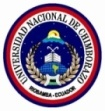 UNIVERSIDAD NACIONAL DE CHIMBORAZO
RIOBAMBA - ECUADOR